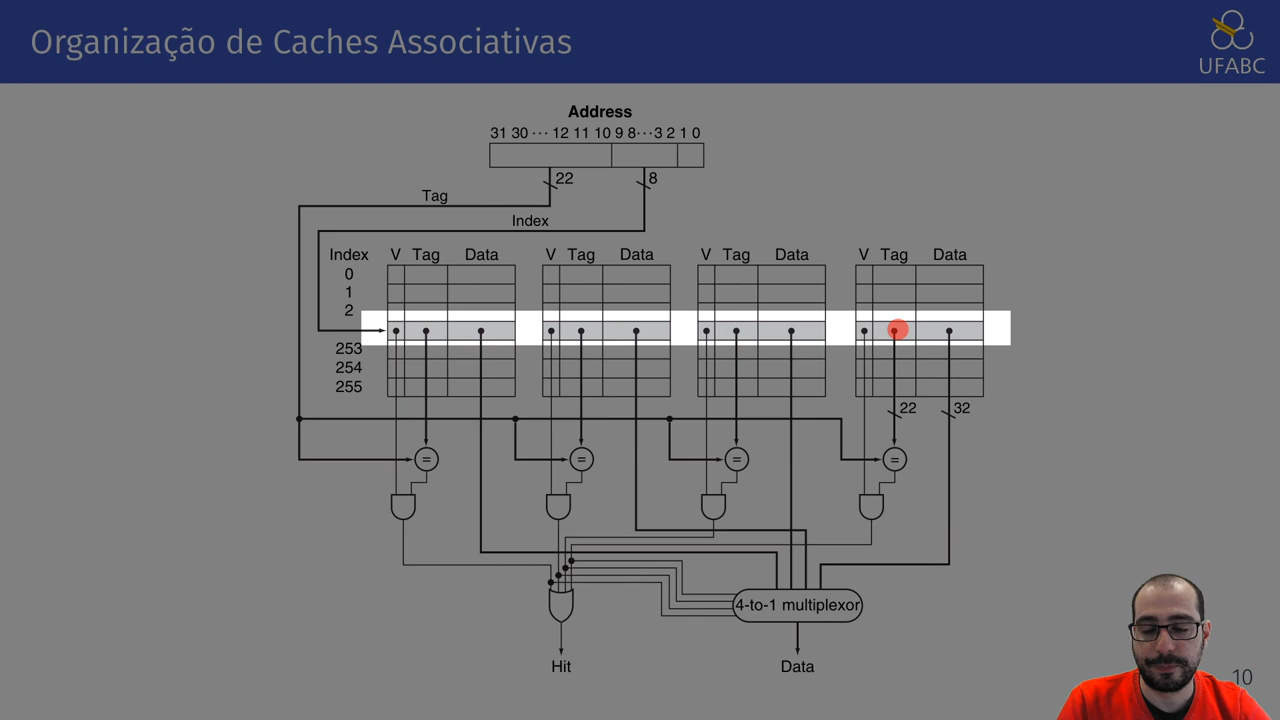 Organização de Caches Associativas
UFABC
Address
31 30 ··· 12 11 10 9 8···3 2 1 0
22
8
Tag
Index
Index V Tag Data V Tag Data V Tag Data V Tag Data
0
1
2
253
254
255
22 32
= = = =
4-to-1 multiplexor
Hit Data
10